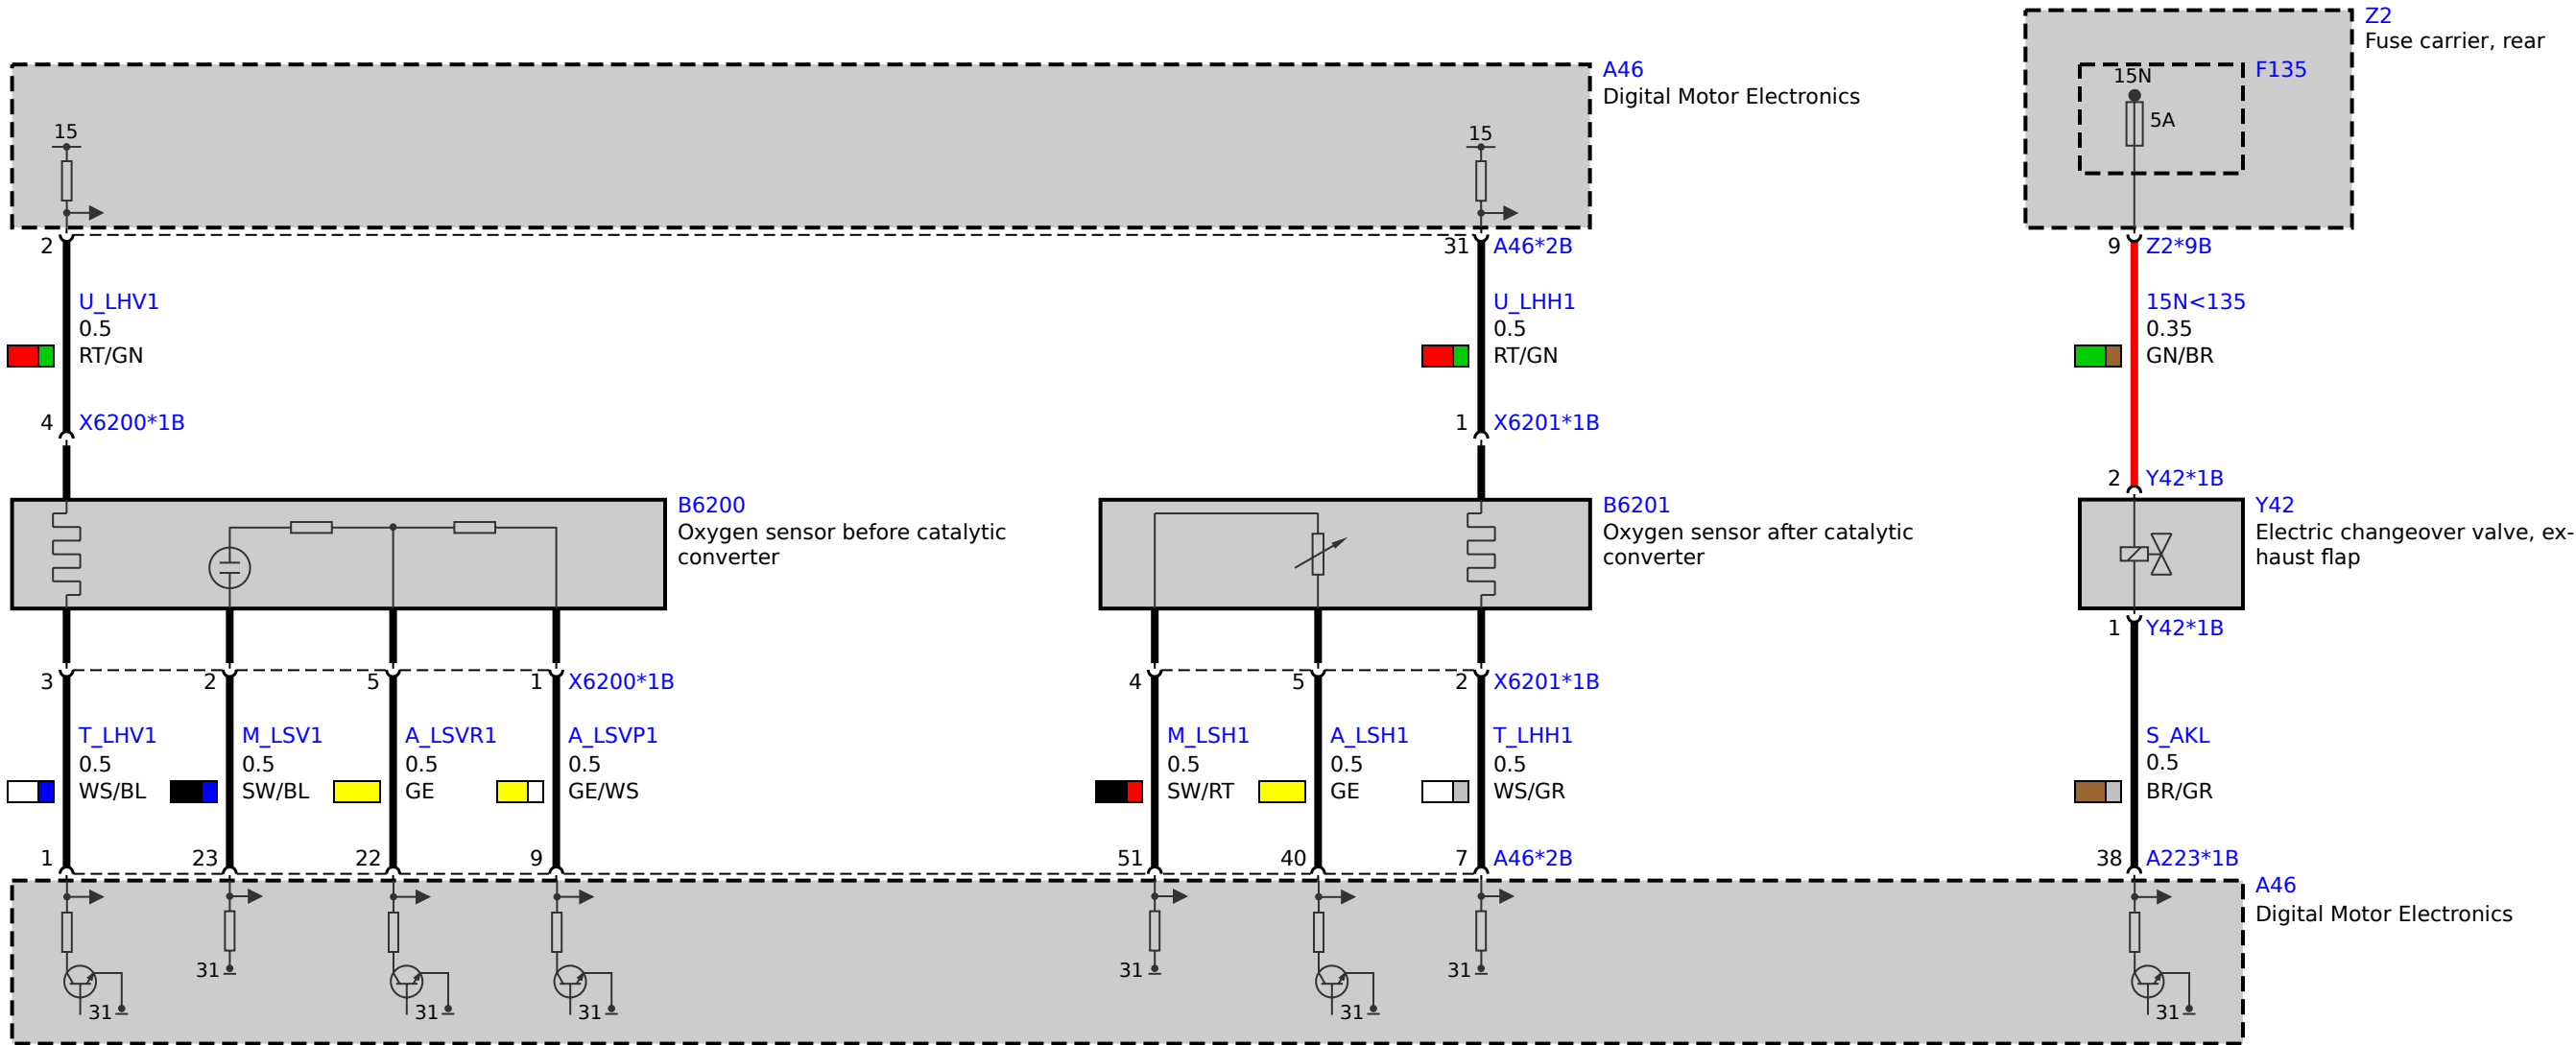 Z2
Fuse carrier, rear
A46
Digital Motor Electronics
15N
F135
5A
15
15
2
31
A46*2B
9
Z2*9B
U_LHV1
0.5
RT/GN
U_LHH1
0.5
RT/GN
15N<135
0.35
GN/BR
4
X6200*1B
1
X6201*1B
2
Y42*1B
B6200
Oxygen sensor before catalytic
converter
B6201
Oxygen sensor after catalytic
converter
Y42
Electric changeover valve, ex-
haust flap
1
Y42*1B
3
2
5
1
X6200*1B
4
5
2
X6201*1B
T_LHV1
0.5
WS/BL
M_LSV1
0.5
SW/BL
A_LSVR1
0.5
GE
A_LSVP1
0.5
GE/WS
M_LSH1
0.5
SW/RT
A_LSH1
0.5
GE
T_LHH1
0.5
WS/GR
S_AKL
0.5
BR/GR
1
23
22
9
51
40
7
A46*2B
38
A223*1B
A46
Digital Motor Electronics
31
31
31
31
31
31
31
31